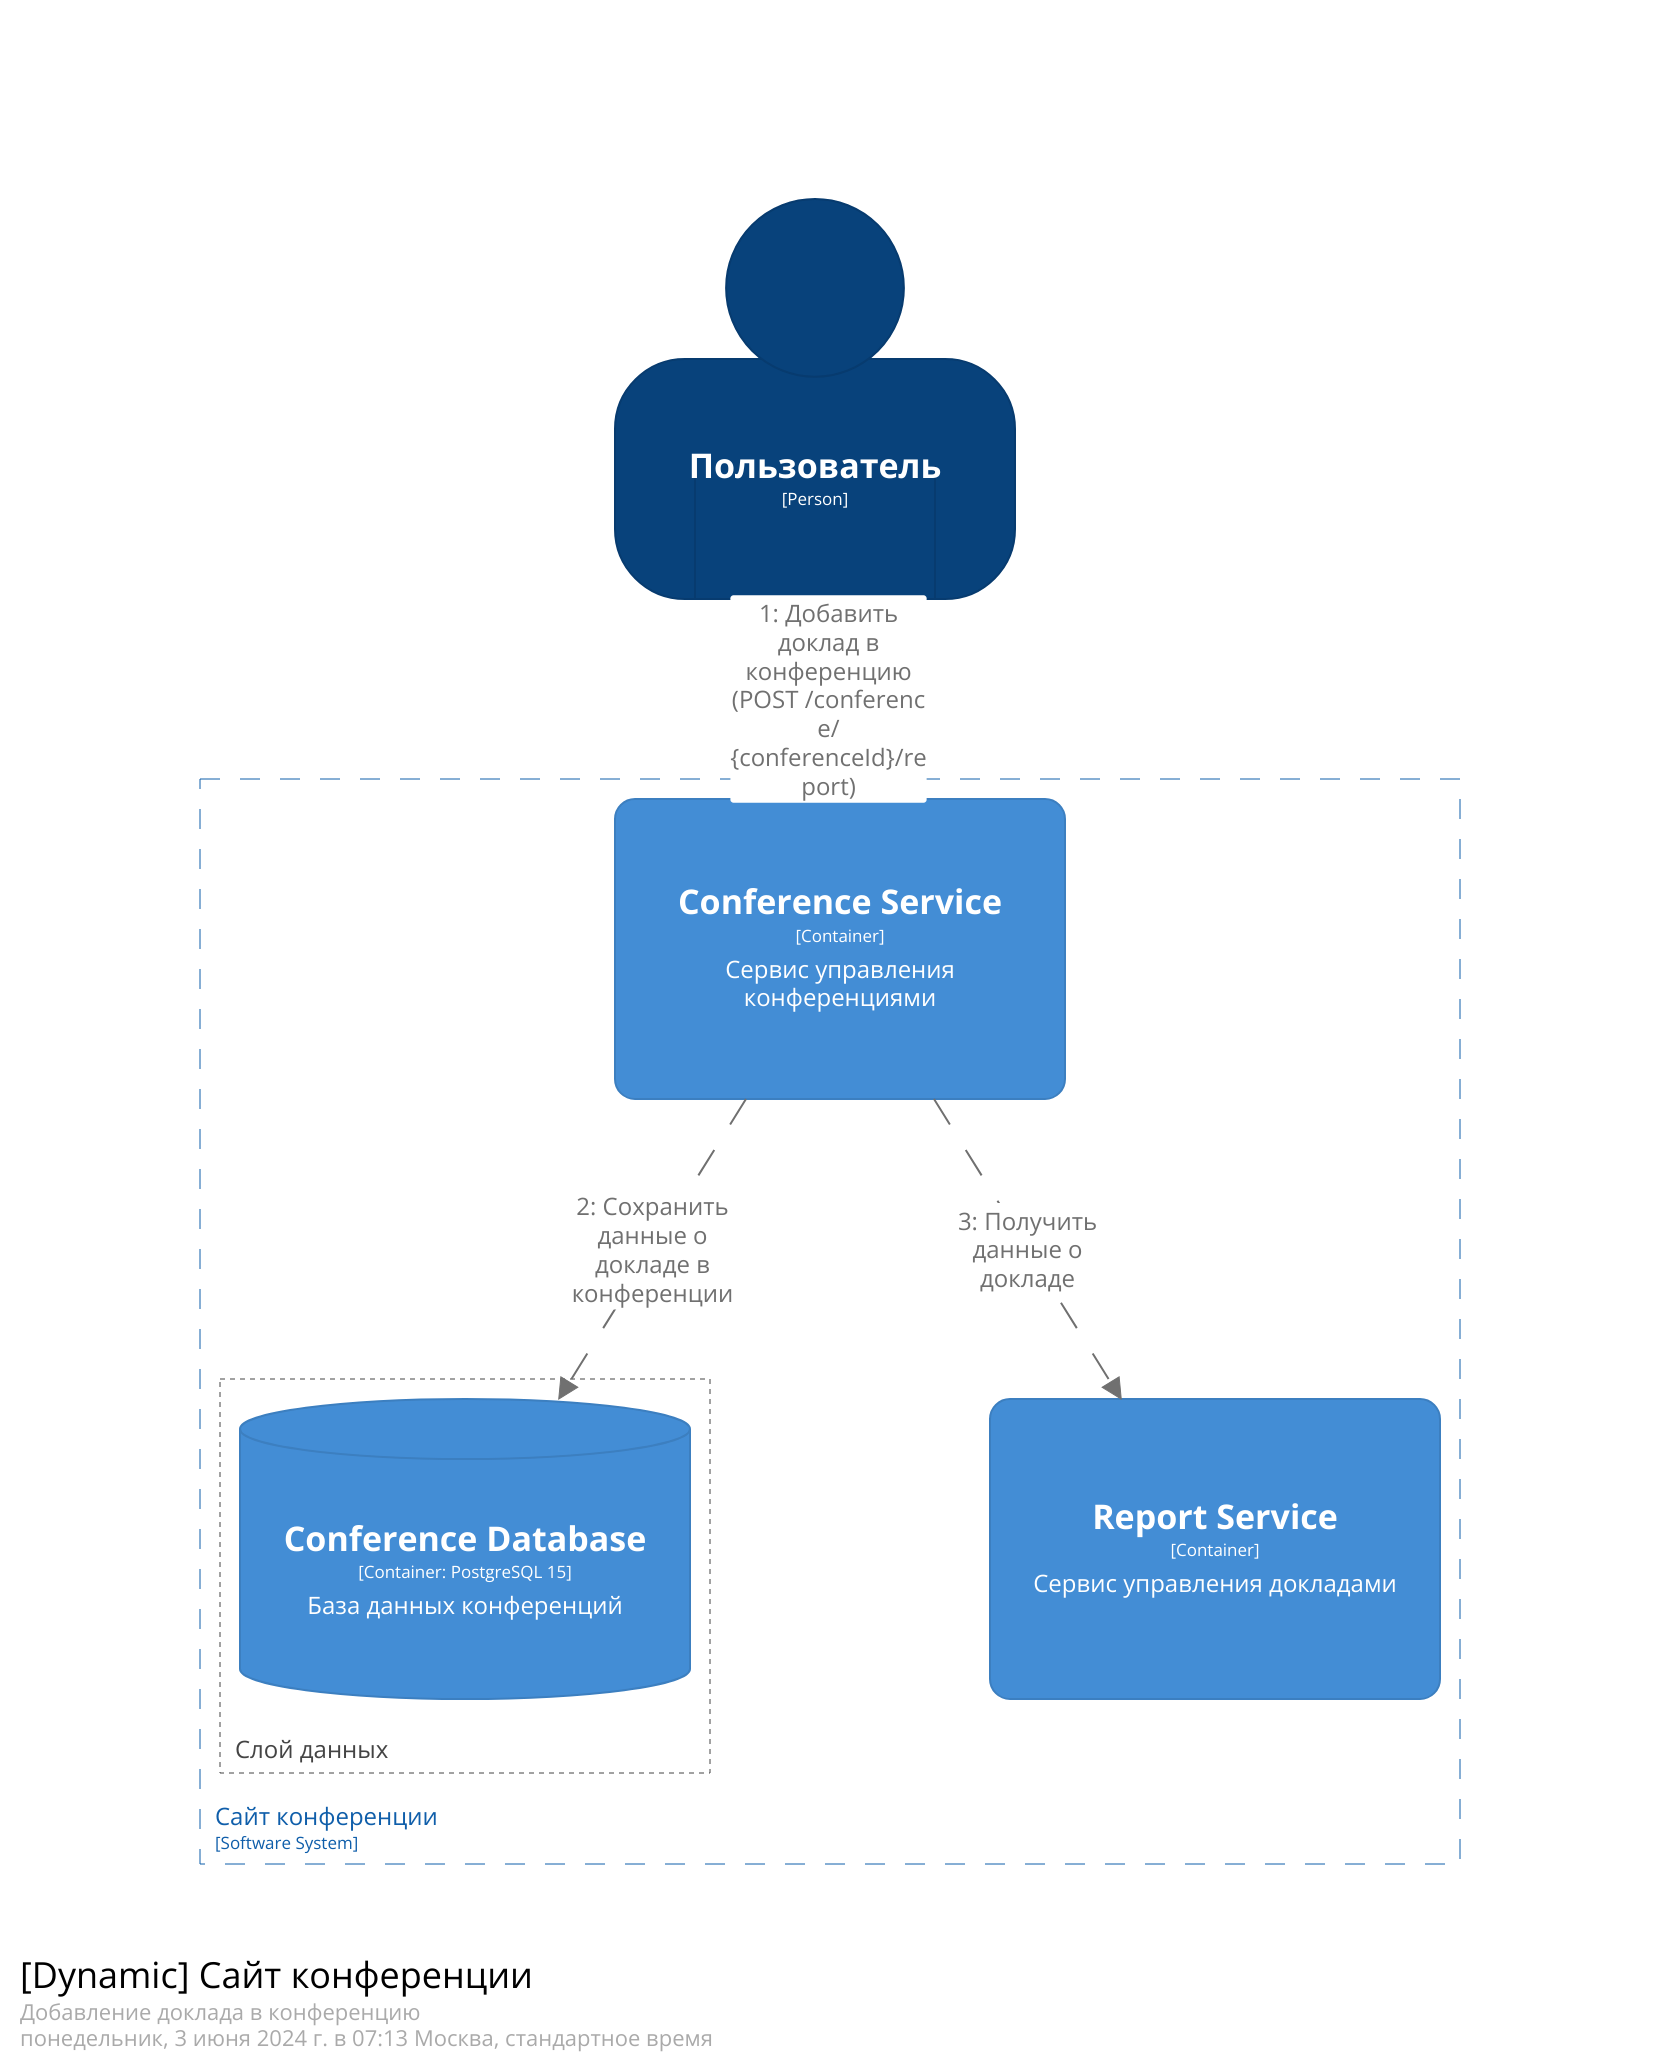 Пользователь
[Person]
1: Добавить
доклад в
конференцию
(POST /conferenc
e/
{conferenceId}/re
port)
Conference Service
[Container]
Сервис управления
конференциями
2: Сохранить
данные о
докладе в
конференции
3: Получить
данные о
докладе
Conference Database
[Container: PostgreSQL 15]
База данных конференций
Report Service
[Container]
Сервис управления докладами
Слой данных
Сайт конференции
[Software System]
[Dynamic] Сайт конференции
Добавление доклада в конференцию
понедельник, 3 июня 2024 г. в 07:13 Москва, стандартное время